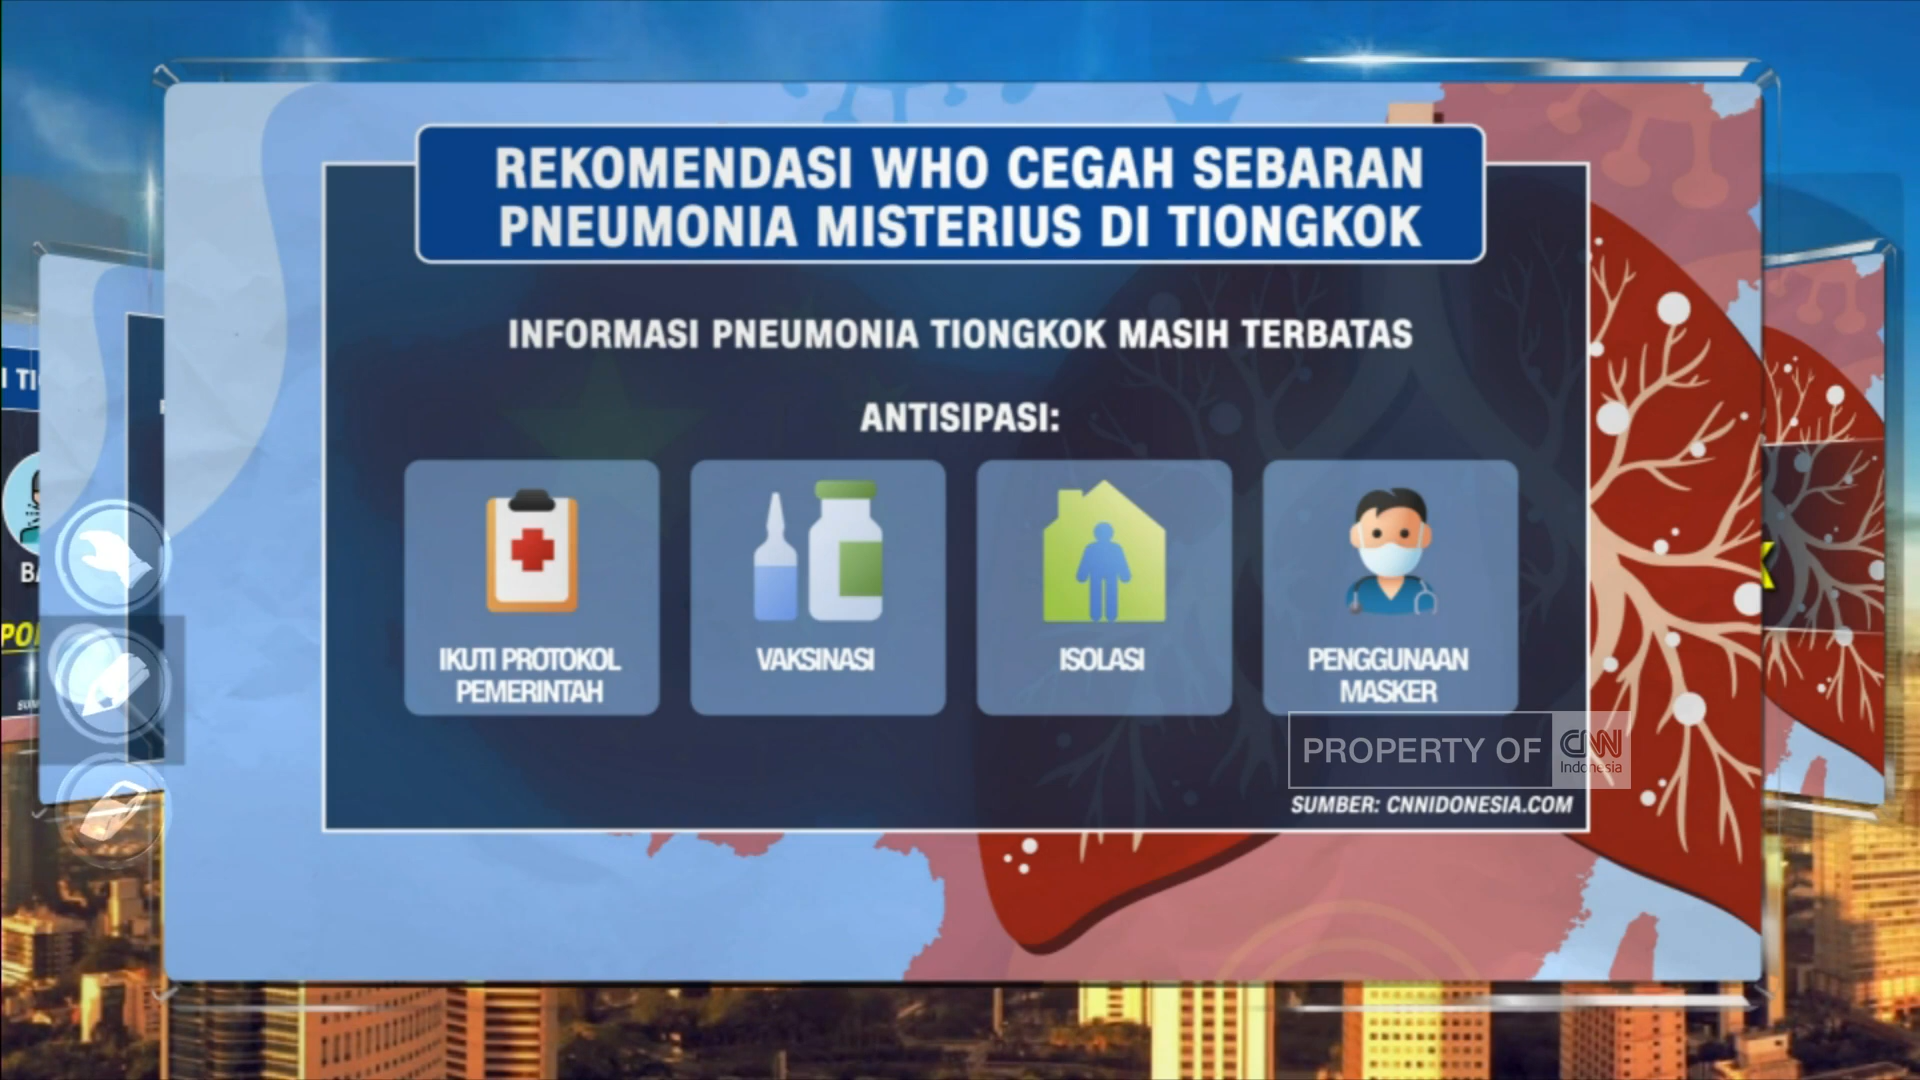 REKOMENDASI WHO CEGAH SEBARAN
PNEUMONIA MISTERIUS DI TIONGKOK
INFORMASI PNEUMONIA TIONGKOK MASIH TERBATAS
ANTISIPASI:
IKUTI PROTOKOL
PEMERINTAH
VAKSINASI
ISOLASI
PENGGUNAAN
MASKER
PROPERTY OF CNN
Indonesia
SUMBER: CNNIDONESIA.COM